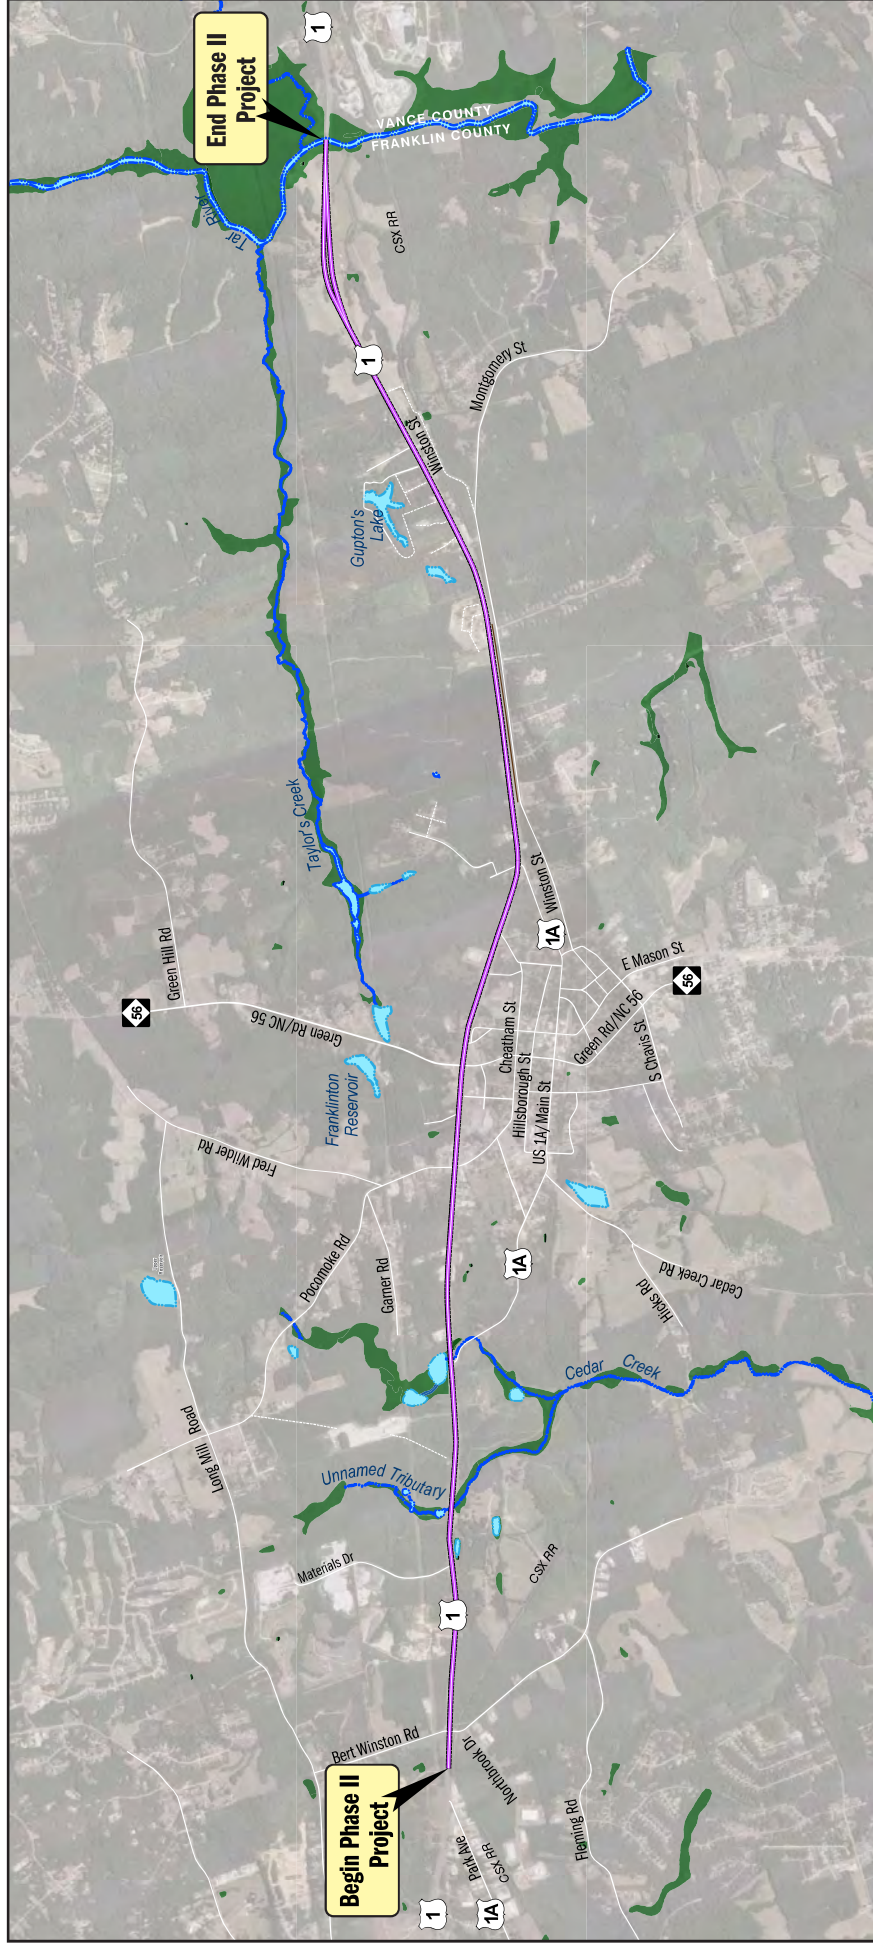 1
End Phase II
Project
VANCE COUNTY
FRANKLIN COUNTY
Tar
River
CSX RR
1
Montgomery St
Winston St
Gupton's
Lake
Taylor's Creek
Winston St
1A
E Mason St
56
Green Hill Rd
56
Green Rd/NC 56
Green Rd/NC 56
S Chavis St
Cheatham St
Hillsborough St
US 1A/ Main St
Franklinton
Reservoir
Fred Wilder Rd
Pocomoke Rd
Garner Rd
1A
Hicks Rd
Cedar Creek Rd
Cedar Creek
Long Mill Road
Unnamed Tributary
Materials Dr
CSX RR
1
Bert Winston Rd
Northbrook Dr
Begin Phase II
Project
Fleming Rd
Park Ave
CSX RR
1
1A